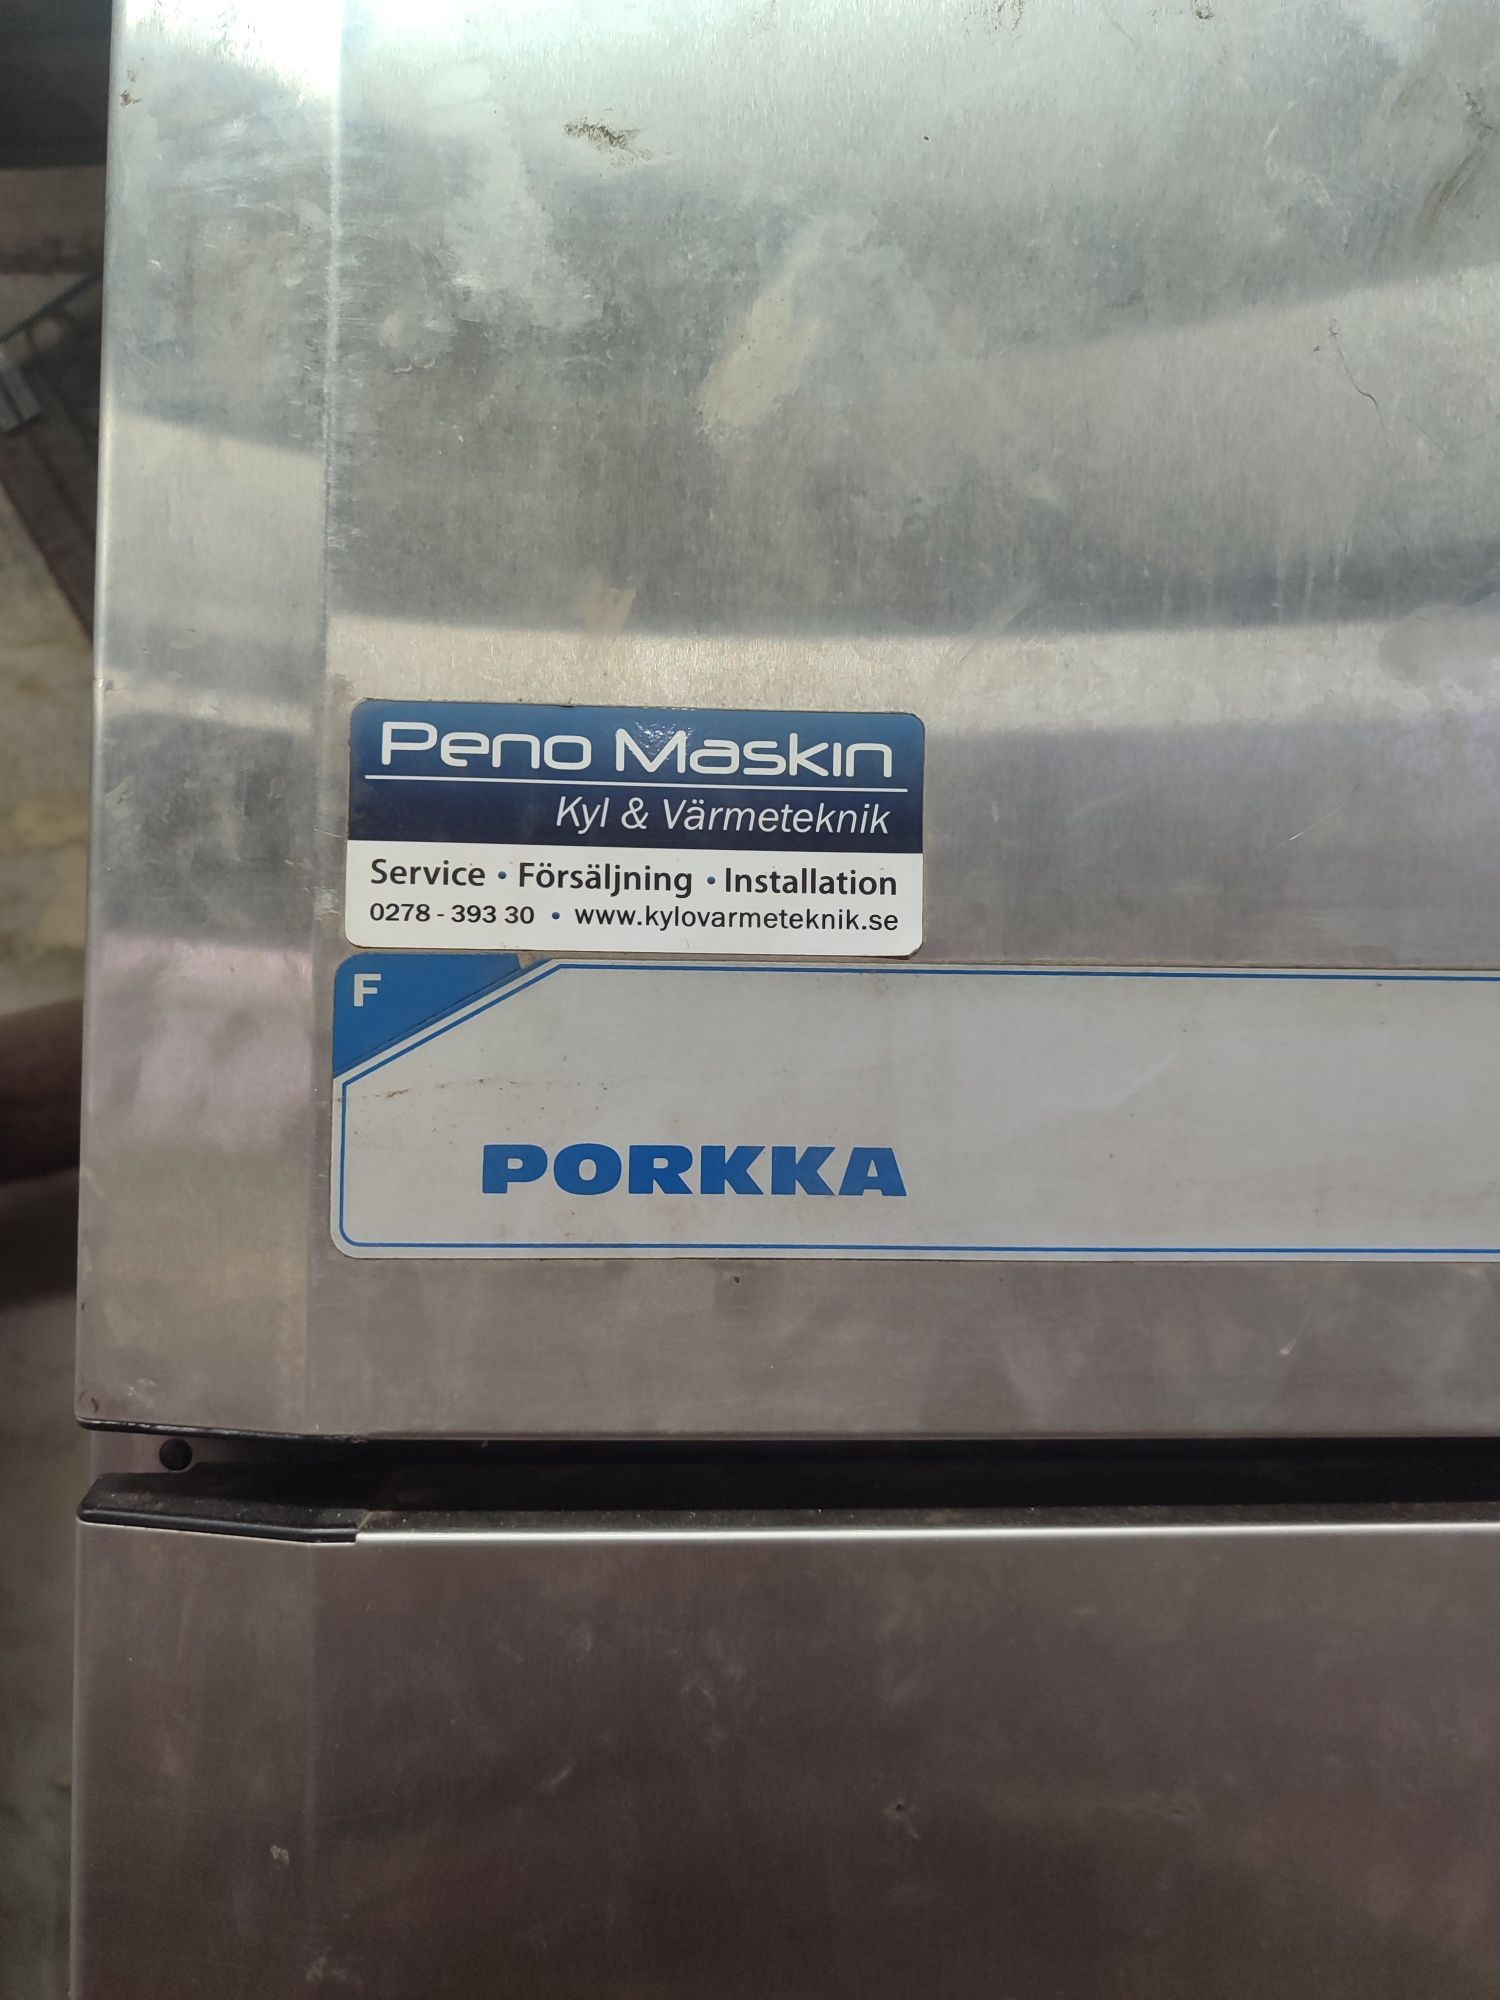 Peno Maskin
Kyl & Värmeteknik
Service • Försäljning • Installation
0278 - 393 30 • www.kylovarmeteknik.se
F
PORKKA